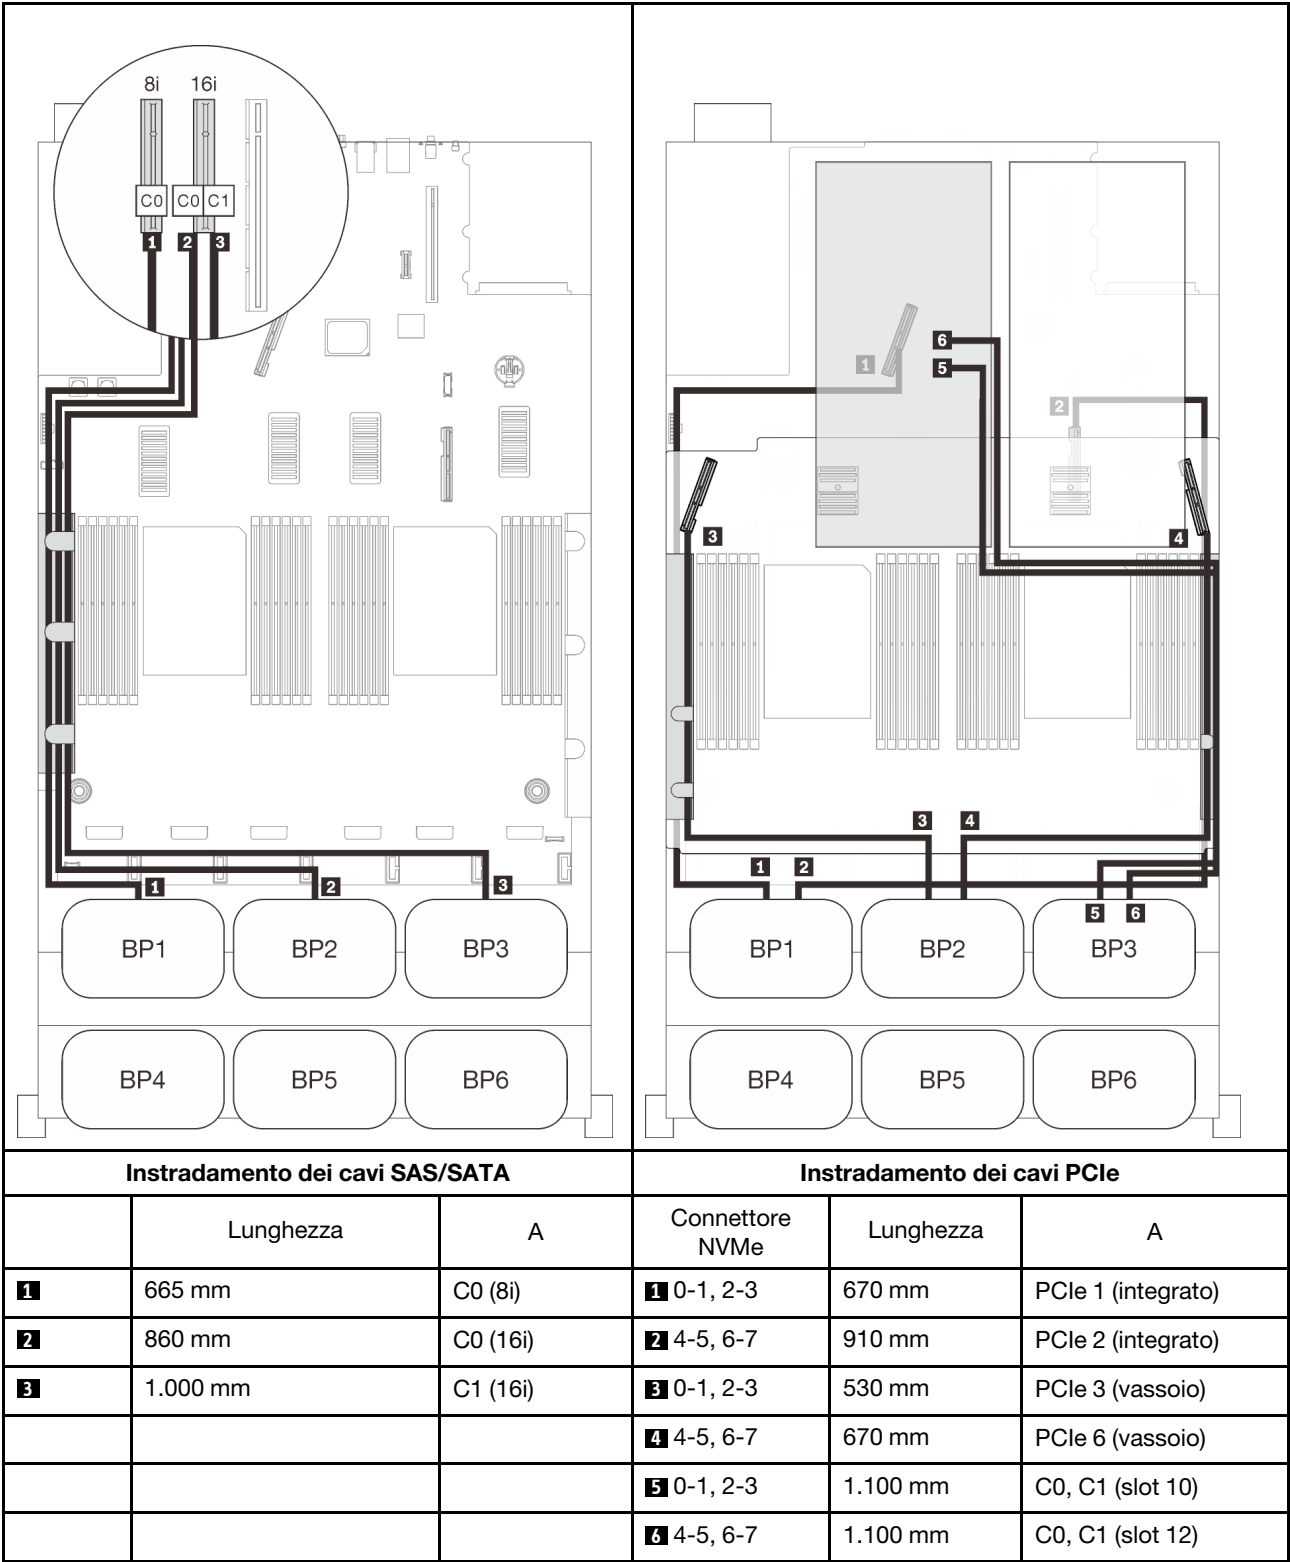 8i 16i
C0 C0 C1
1 2 3
1 2 3
BP1 BP2 BP3
BP4 BP5 BP6
6
1 5
2
3 4
3 4
1 2
5 6
BP1 BP2 BP3
BP4 BP5 BP6
Instradamento dei cavi SAS/SATA
Instradamento dei cavi PCIe
Lunghezza A Connettore NVMe Lunghezza A
1 665 mm C0 (8i) 1 0-1, 2-3 670 mm PCIe 1 (integrato)
2 860 mm C0 (16i) 2 4-5, 6-7 910 mm PCIe 2 (integrato)
3 1.000 mm C1 (16i) 3 0-1, 2-3 530 mm PCIe 3 (vassoio)
4 4-5, 6-7 670 mm PCIe 6 (vassoio)
5 0-1, 2-3 1.100 mm C0, C1 (slot 10)
6 4-5, 6-7 1.100 mm C0, C1 (slot 12)